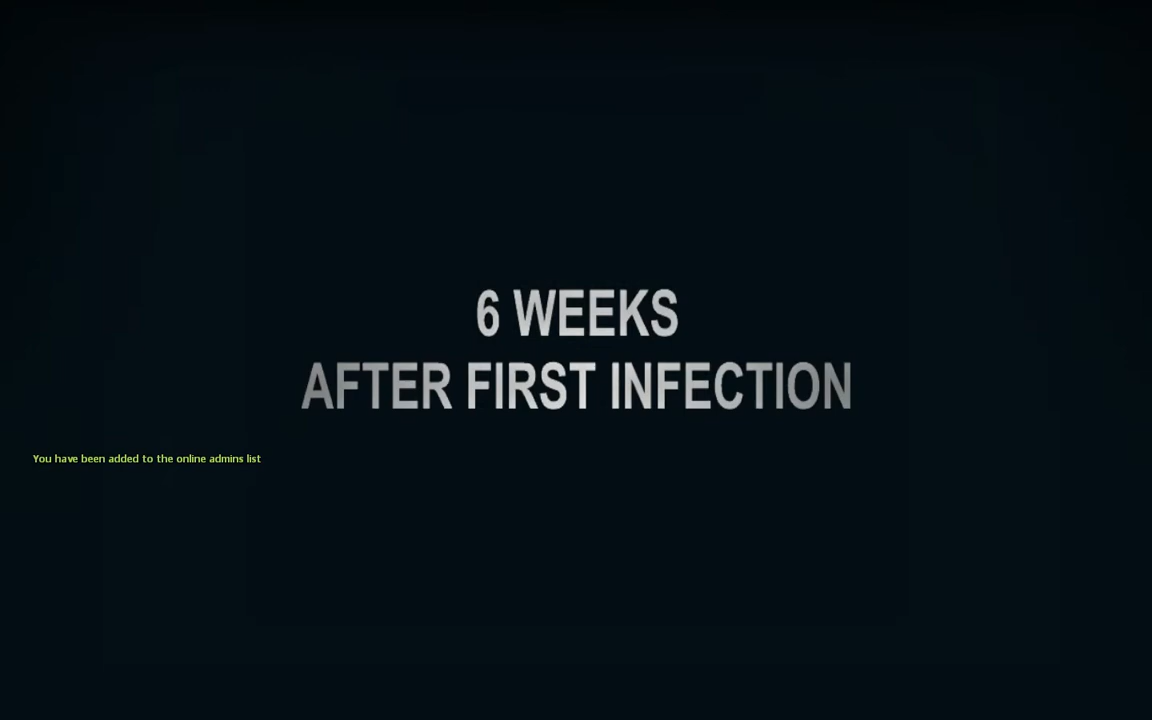 6 WEEKS
AFTER FIRST INFECTION
You have been added to the online admins list